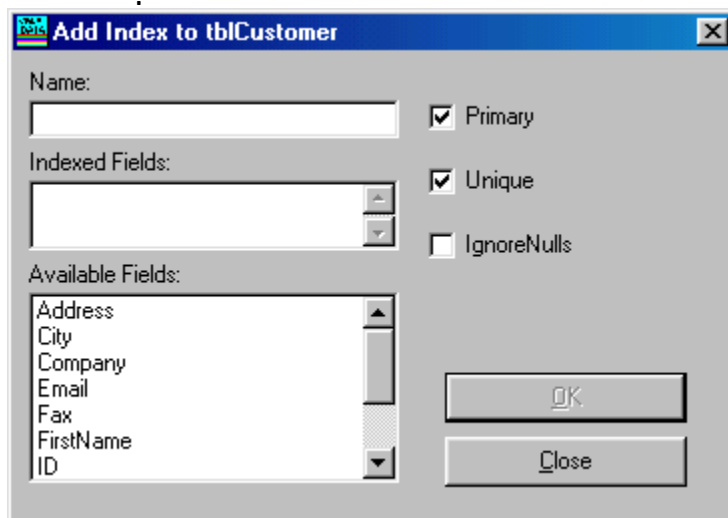 Add Index to tblCustomer
Name:
Primary
Indexed Fields:
Unique
IgnoreNulls
Available Fields:
Address
City
Company
Email
Fax
FirstName
ID
OK
Close